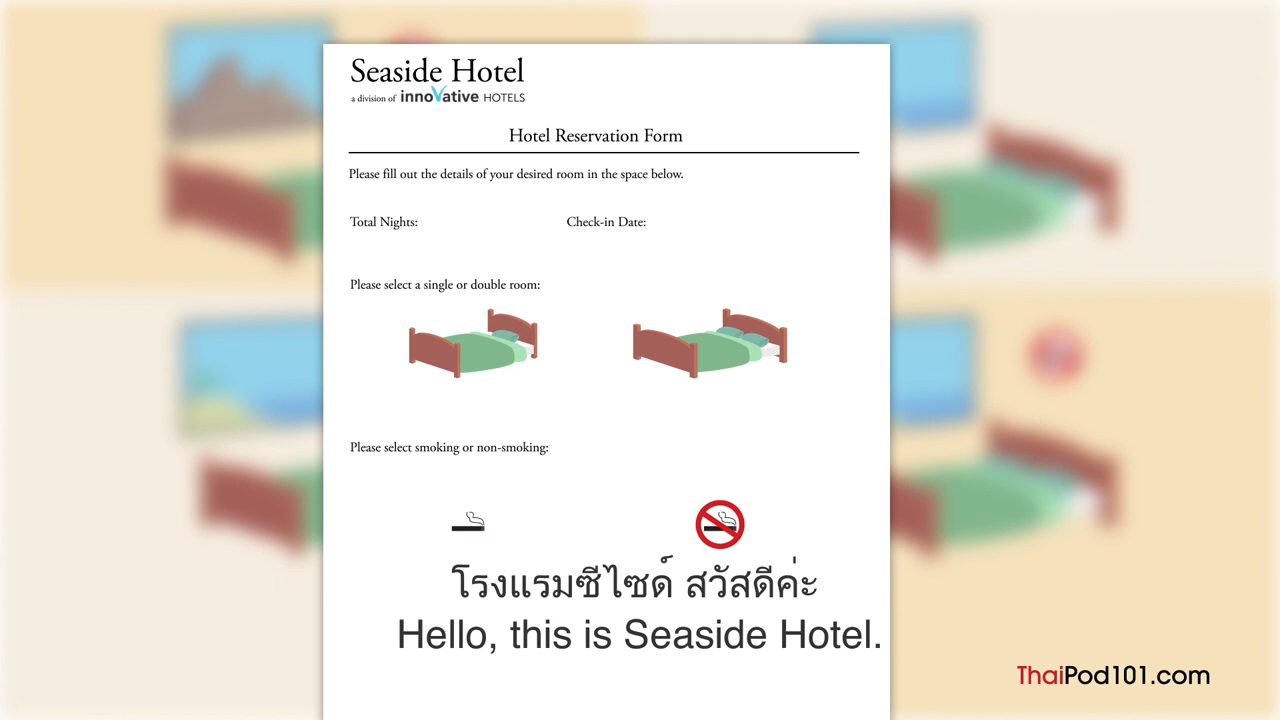 Seaside Hotel
a division of innoVative HOTELS
Hotel Reservation Form
Please fill out the details of your desired room in the space below.
Total Nights: Check-in Date:
Please select a single or double room:
Please select smoking or non-smoking:
โรงแรมซีไซด์ สวัสดีค่ะ
Hello, this is Seaside Hotel.
ThaiPod101.com